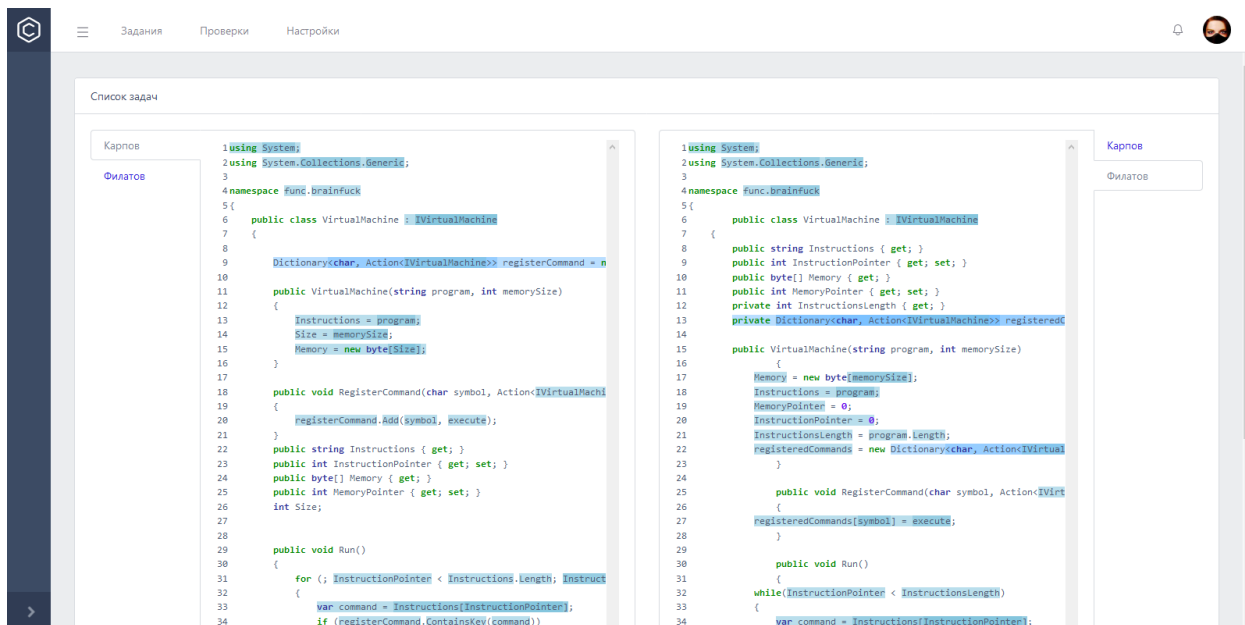 Задания Проверки Настройки
Список задач
Карпов
Филатов
1 using System;
2 using System.Collections.Generic;
3
4 namespace func.brainfuck
5 {
6 public class VirtualMachine : IVirtualMachine
7 {
8
9 Dictionary<char, Action<IVirtualMachine>> registerCommand = n
10
11 public VirtualMachine(string program, int memorySize)
12 {
13 Instructions = program;
14 Size = memorySize;
15 Memory = new byte[Size];
16 }
17
18 public void RegisterCommand(char symbol, Action<IVirtualMachi
19 {
20 registerCommand.Add(symbol, execute);
21 }
22 public string Instructions { get; }
23 public int InstructionPointer { get; set; }
24 public byte[] Memory { get; }
25 public int MemoryPointer { get; set; }
26 int Size;
27
28
29 public void Run()
30 {
31 for (; InstructionPointer < Instructions.Length; Instruct
32 {
33 var command = Instructions[InstructionPointer];
34 if (registerCommand.ContainsKey(command))
1 using System;
2 using System.Collections.Generic;
3
4 namespace func.brainfuck
5 {
6 public class VirtualMachine : IVirtualMachine
7 {
8 public string Instructions { get; }
9 public int InstructionPointer { get; set; }
10 public byte[] Memory { get; }
11 public int MemoryPointer { get; set; }
12 private int InstructionsLength { get; }
13 private Dictionary<char, Action<IVirtualMachine>> registeredC
14
15 public VirtualMachine(string program, int memorySize)
16 {
17 Memory = new byte[memorySize];
18 Instructions = program;
19 MemoryPointer = 0;
20 InstructionPointer = 0;
21 InstructionsLength = program.Length;
22 registeredCommands = new Dictionary<char, Action<IVirtual
23 }
24
25 public void RegisterCommand(char symbol, Action<IVirt
26 {
27 registeredCommands[symbol] = execute;
28 }
29
30 public void Run()
31 {
32 while(InstructionPointer < InstructionsLength)
33 {
34 var command = Instructions[InstructionPointer];
Карпов
Филатов